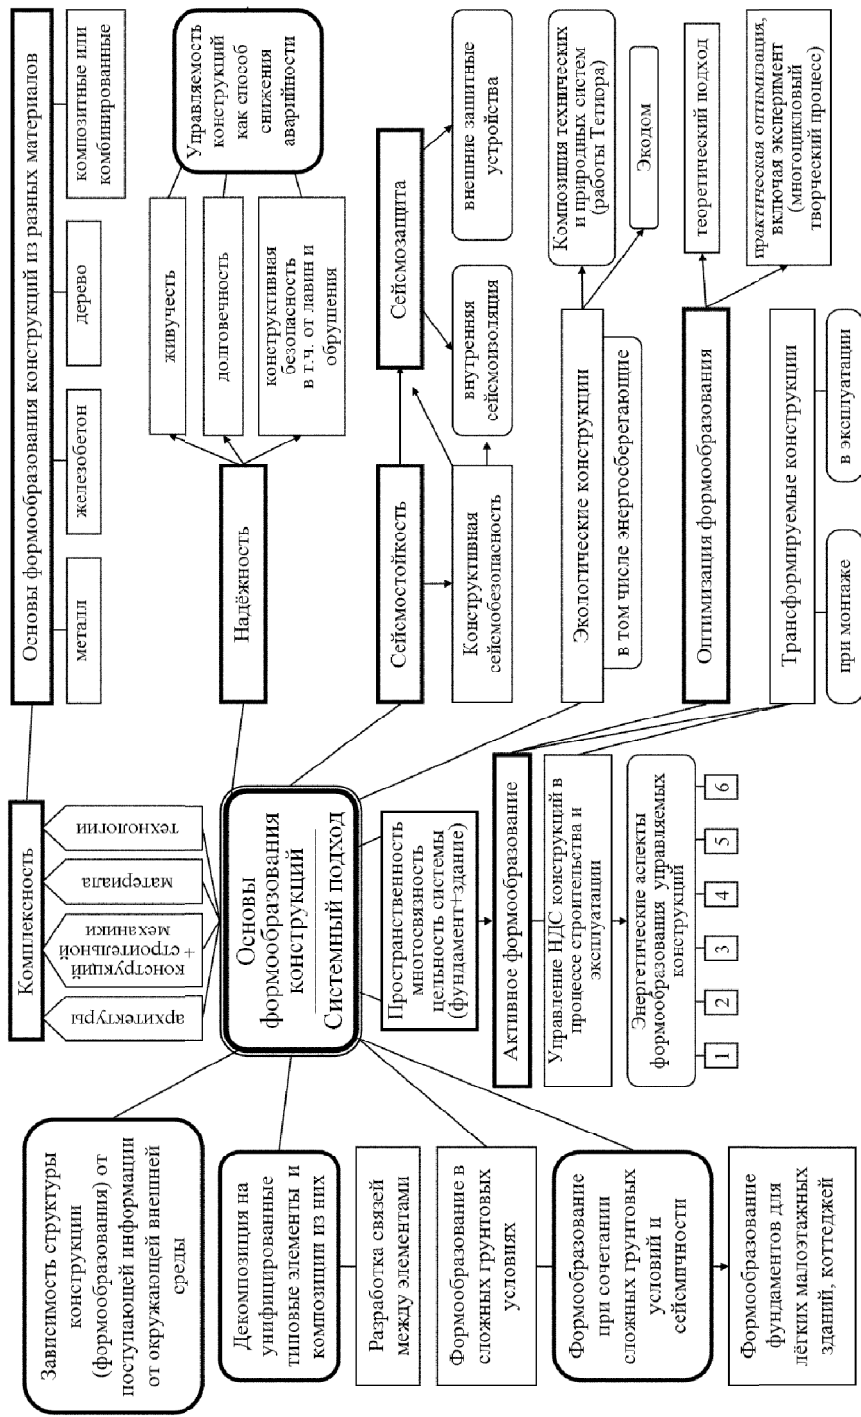 Зависимость структуры
конструкции
(формообразования) от
поступающей информации
от окружающей внешней
среды
Декомпозиция на
унифицированные
типовые элементы и
композиции из них
Разработка связей
между элементами
Формообразование в
сложных грунтовых
условиях
Формообразование
при сочетании
сложных грунтовых
условий и
сейсмичности
Формообразование
фундаментов для
лёгких малоэтажных
зданий, коттеджей
Комплексность
архитектуры
конструкций
+ строительной
механики
материала
технологии
Основы
формообразования
конструкций
Системный подход
Пространственность
многосвязность
цельность системы
(фундамент+здание)
Активное формообразование
Управление НДС конструкций в
процессе строительства и
эксплуатации
Энергетические аспекты
формообразования управляемых
конструкций
1
2
3
4
5
6
Основы формообразования конструкций из разных материалов
металл
железобетон
дерево
композитные или
комбинированные
Надёжность
живучесть
долговечность
конструктивная
безопасность
в т.ч. от лавин и
обрушения
Управляемость
конструкций
как способ
снижения
аварийности
Сейсмостойкость
Сейсмозащита
Конструктивная
сейсмобезопасность
внутренняя
сейсмоизоляция
внешние защитные
устройства
Экологические конструкции
в том числе энергосберегающие
Композиция технических
и природных систем
(работы Тетиора)
Экодом
Оптимизация формообразования
теоретический подход
практическая оптимизация,
включая эксперимент
(многоцикловый
творческий процесс)
Трансформируемые конструкции
при монтаже
в эксплуатации